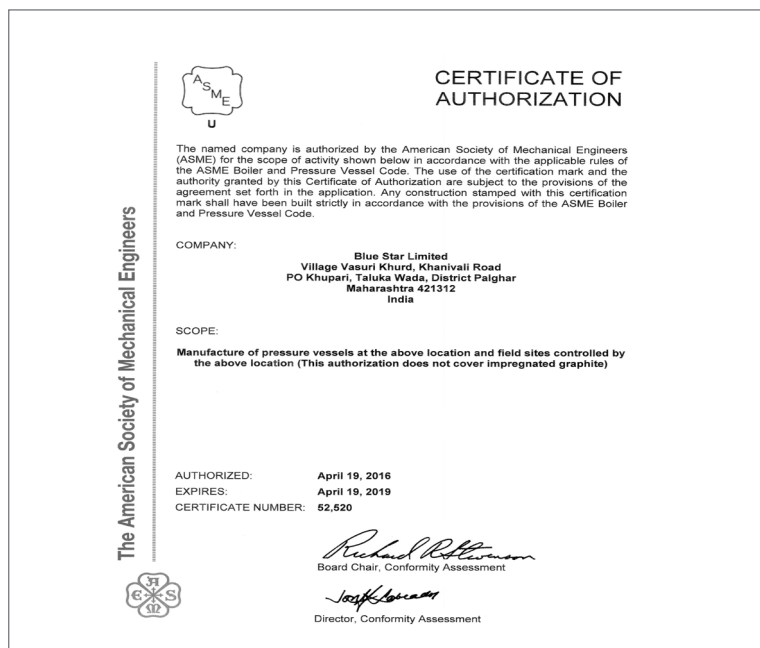 The American Society of Mechanical Engineers
ASME
U
CERTIFICATE OF
AUTHORIZATION
The named company is authorized by the American Society of Mechanical Engineers
(ASME) for the scope of activity shown below in accordance with the applicable rules of
the ASME Boiler and Pressure Vessel Code. The use of the certification mark and the
authority granted by this Certificate of Authorization are subject to the provisions of the
agreement set forth in the application. Any construction stamped with this certification
mark shall have been built strictly in accordance with the provisions of the ASME Boiler
and Pressure Vessel Code.
COMPANY:
Blue Star Limited
Village Vasuri Khurd, Khanivali Road
PO Khupari, Taluka Wada, District Palghar
Maharashtra 421312
India
SCOPE:
Manufacture of pressure vessels at the above location and field sites controlled by
the above location (This authorization does not cover impregnated graphite)
AUTHORIZED: April 19, 2016
EXPIRES: April 19, 2019
CERTIFICATE NUMBER: 52,520
Board Chair, Conformity Assessment
Director, Conformity Assessment
ASME